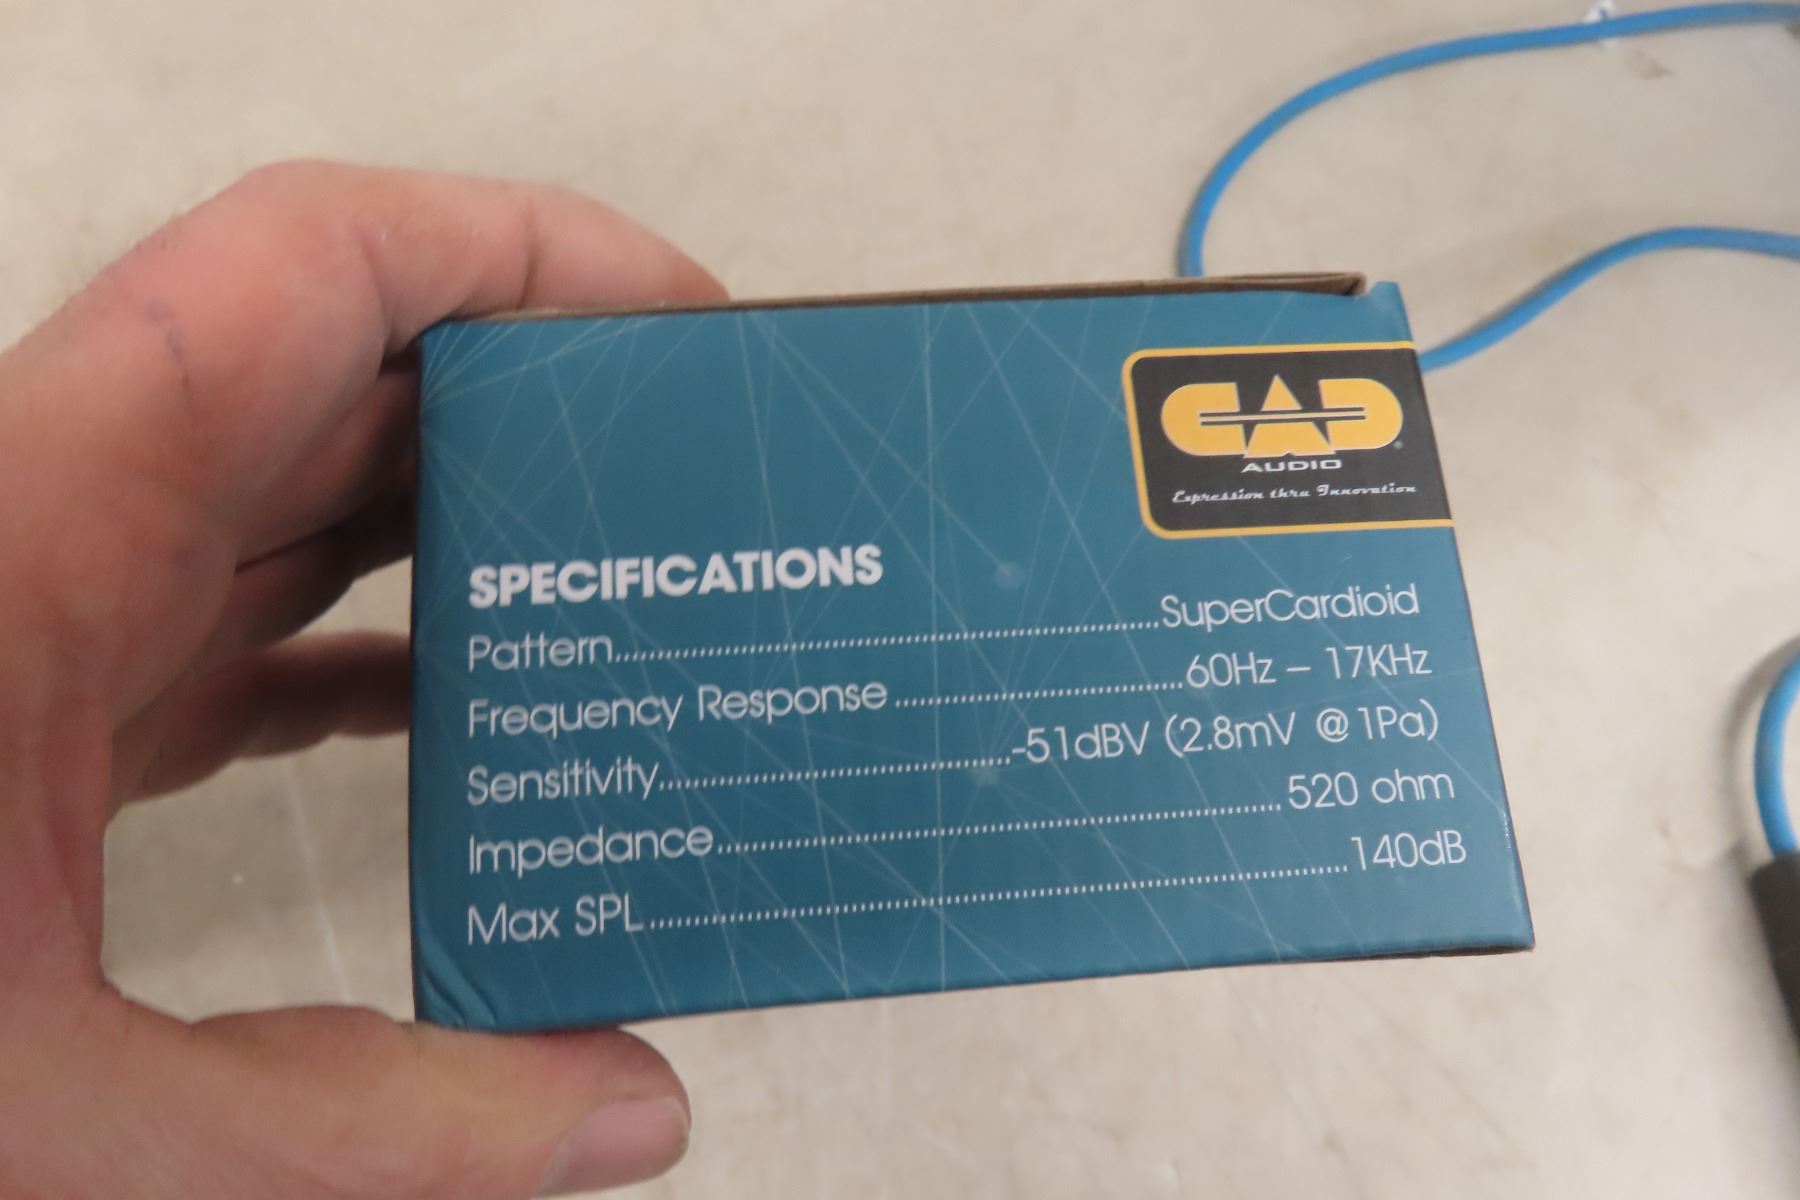 CAD
AUDIO
Expression thru Innovation
SPECIFICATIONS
Pattern..........SuperCardioid
Frequency Response..........60Hz – 17KHz
Sensitivity..........-51dBV (2.8mV @ 1Pa)
Impedance..........520 ohm
Max SPL..........140dB